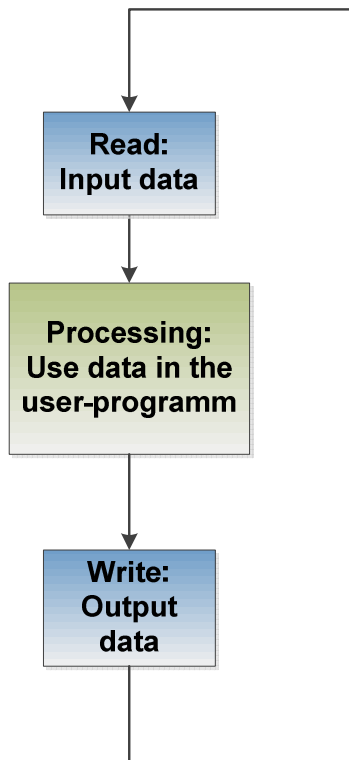 Read:
Input data
Processing:
Use data in the
user-programm
Write:
Output
data